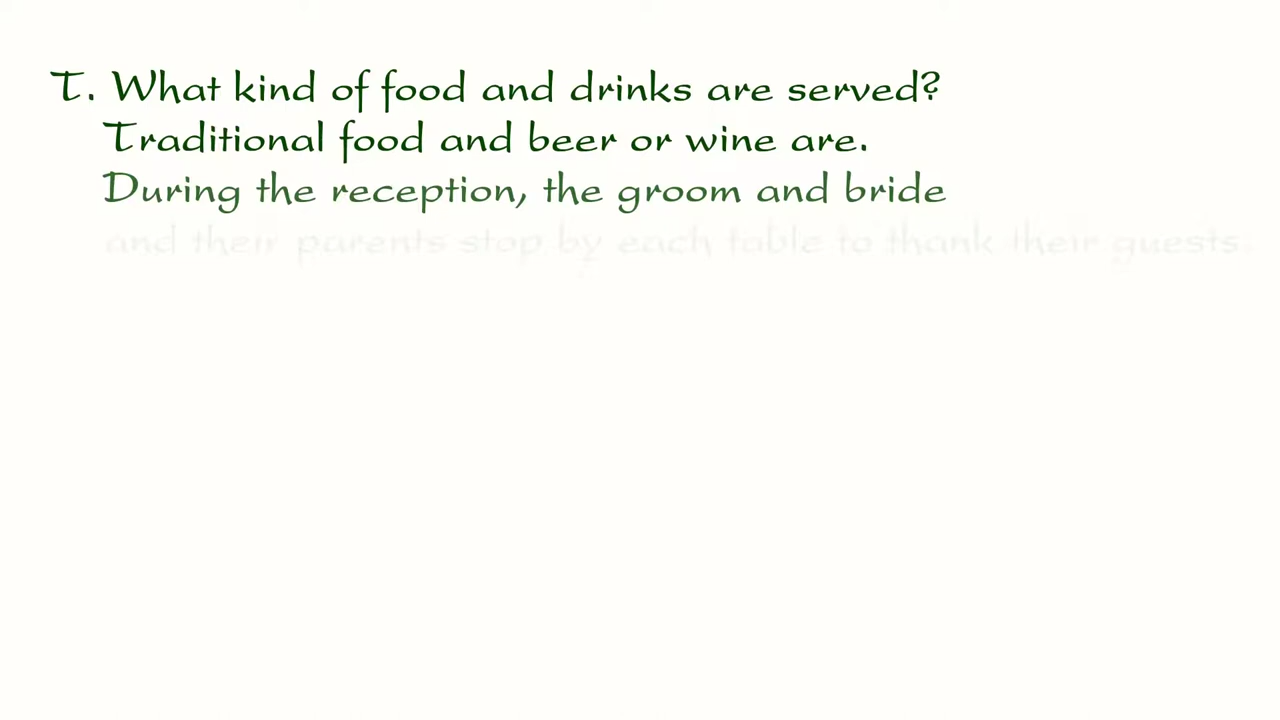 T. What kind of food and drinks are served?
Traditional food and beer or wine are.
During the reception, the groom and bride
and their parents stop by each table to thank their guests.